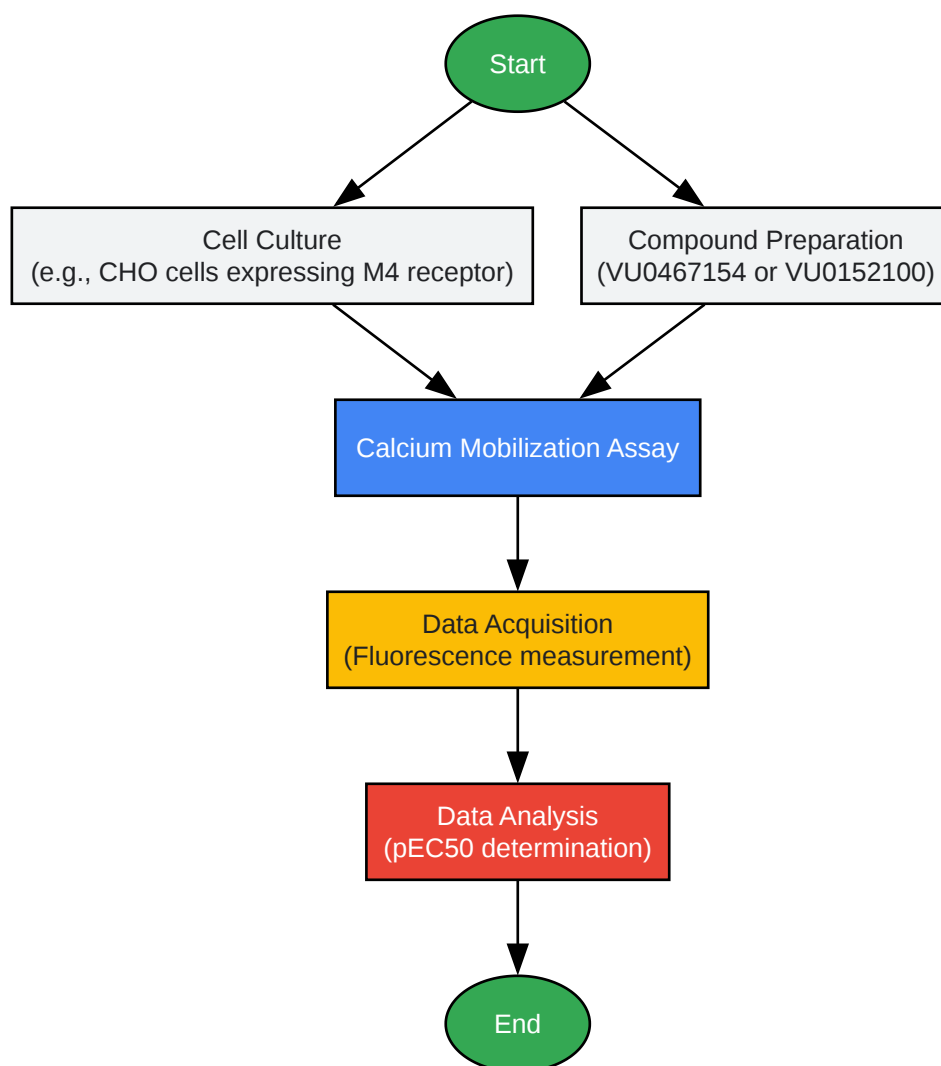 Start
Cell Culture
(e.g., CHO cells expressing M4 receptor)
Compound Preparation
(VU0467154 or VU0152100)
Calcium Mobilization Assay
Data Acquisition
(Fluorescence measurement)
Data Analysis
(pEC50 determination)
End